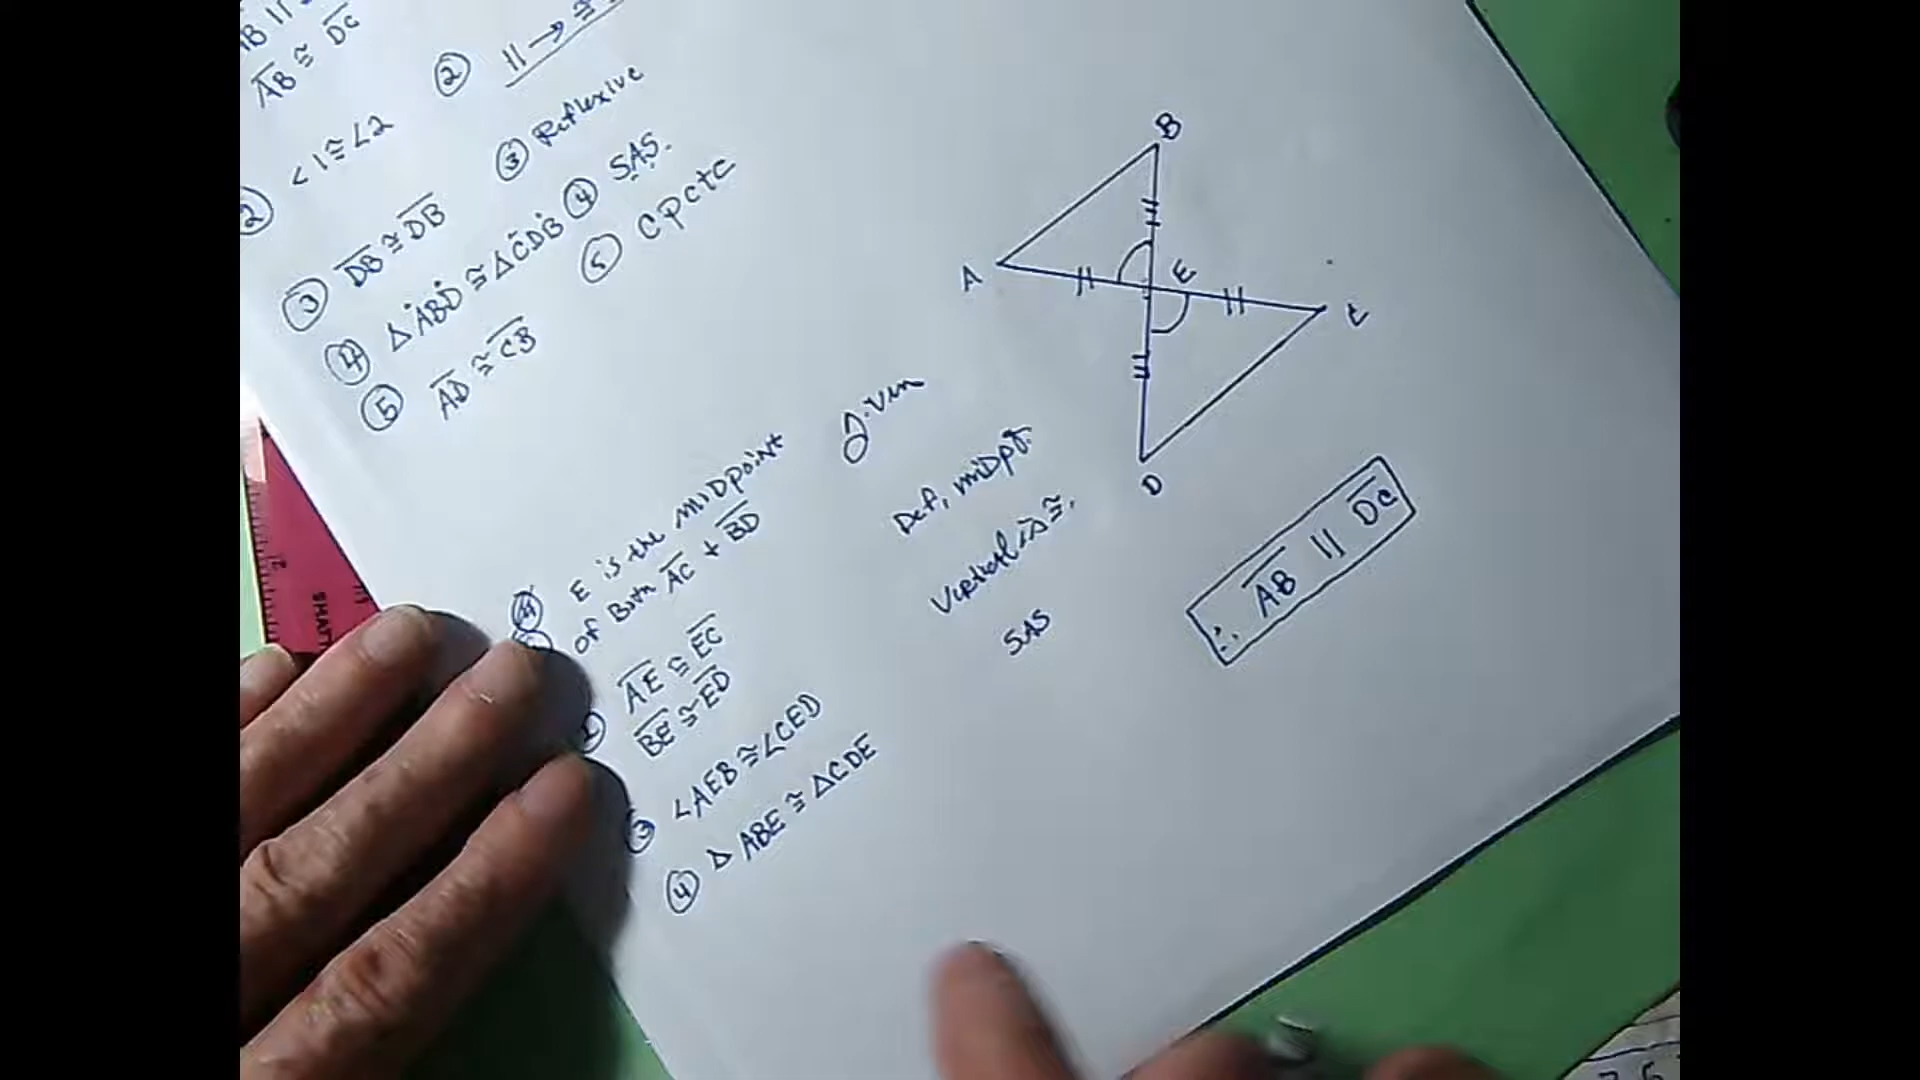 AB ||
AB ≅ DC
② || → ≅
② < 1 ≅ ∠2
③ Reflexive
③ DB ≅ DB
④ SAS.
④ △ABD ≅ △CDB
⑤ CPCTC
⑤ AD ≅ CB
B
A
E
C
D
E is the MIDPOINT
of Both AC + BD
Given
AE ≅ EC
BE ≅ ED
Def. MIDPT.
③ ∠AEB ≅ ∠CED
Vertical ∠s ≅.
④ △ABE ≅ △CDE
SAS
∴ AB || DC
2